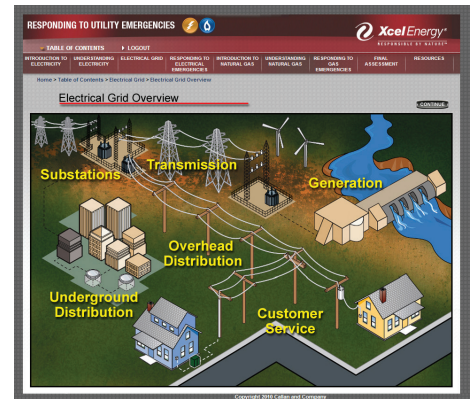 RESPONDING TO UTILITY EMERGENCIES
Xcel Energy®
RESPONSIBLE BY NATURE®
TABLE OF CONTENTS
LOGOUT
INTRODUCTION TO ELECTRICITY
UNDERSTANDING ELECTRICITY
ELECTRICAL GRID
RESPONDING TO ELECTRICAL EMERGENCIES
INTRODUCTION TO NATURAL GAS
UNDERSTANDING NATURAL GAS
RESPONDING TO GAS EMERGENCIES
FINAL ASSESSMENT
RESOURCES
Home > Table of Contents > Electrical Grid > Electrical Grid Overview
Electrical Grid Overview
CONTINUE
Substations
Transmission
Generation
Overhead
Distribution
Underground
Distribution
Customer
Service
Copyright 2010 Callan and Company